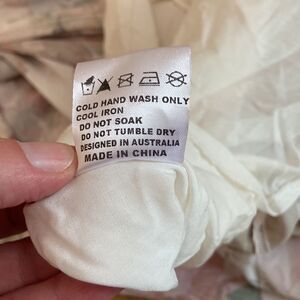 COLD HAND WASH ONLY
COOL IRON
DO NOT SOAK
DO NOT TUMBLE DRY
DESIGNED IN AUSTRALIA
MADE IN CHINA